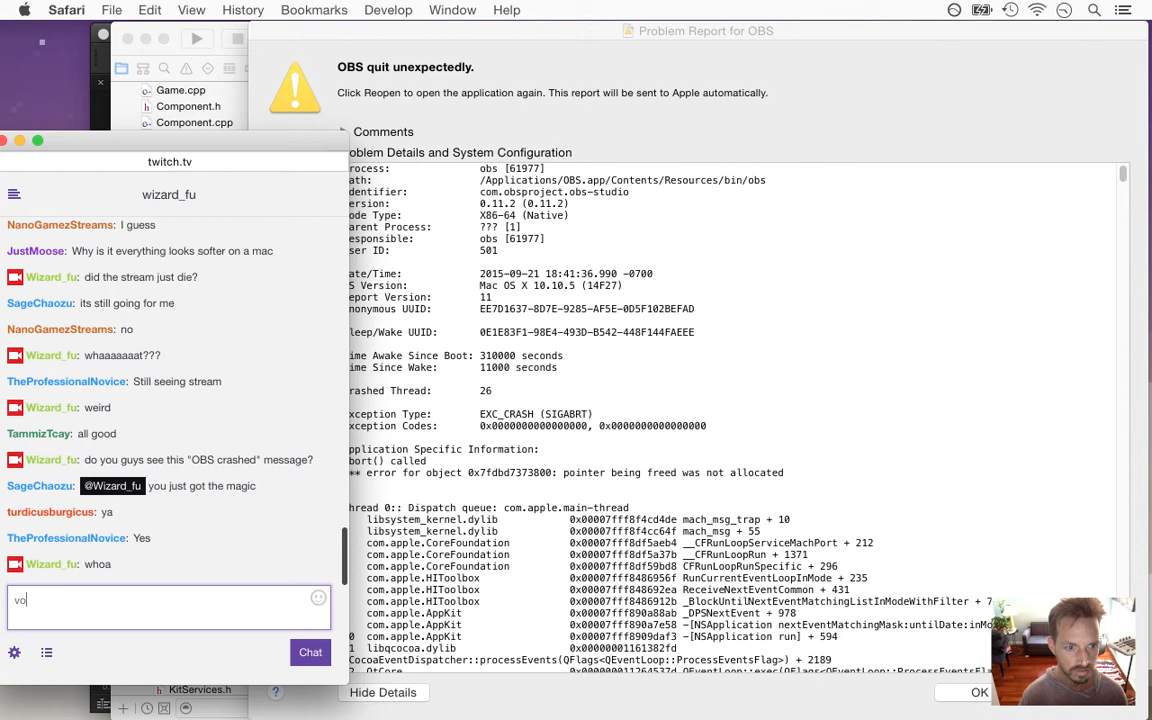 Safari File Edit View History Bookmarks Develop Window Help
Problem Report for OBS
OBS quit unexpectedly.
Click Reopen to open the application again. This report will be sent to Apple automatically.
Comments
roblem Details and System Configuration
Game.cpp
Component.h
Component.cpp
twitch.tv
wizard_fu
NanoGamezStreams: I guess
JustMoose: Why is it everything looks softer on a mac
Wizard_fu: did the stream just die?
SageChaozu: its still going for me
NanoGamezStreams: no
Wizard_fu: whaaaaaaat???
TheProfessionalNovice: Still seeing stream
Wizard_fu: weird
TammizTcay: all good
Wizard_fu: do you guys see this "OBS crashed" message?
SageChaozu: @Wizard_fu you just got the magic
turdicusburgicus: ya
TheProfessionalNovice: Yes
Wizard_fu: whoa
vo
Chat
KitServices.h
rocess: obs [61977]
ath: /Applications/OBS.app/Contents/Resources/bin/obs
dentifier: com.obsproject.obs-studio
ersion: 0.11.2 (0.11.2)
ode Type: X86-64 (Native)
arent Process: ??? [1]
esponsible: obs [61977]
ser ID: 501
ate/Time: 2015-09-21 18:41:36.990 -0700
S Version: Mac OS X 10.10.5 (14F27)
eport Version: 11
nonymous UUID: EE7D1637-8D7E-9285-AF5E-0D5F102BEFAD
leep/Wake UUID: 0E1E83F1-98E4-493D-B542-448F144FAEEE
ime Awake Since Boot: 310000 seconds
ime Since Wake: 11000 seconds
rashed Thread: 26
xception Type: EXC_CRASH (SIGABRT)
xception Codes: 0x0000000000000000, 0x0000000000000000
pplication Specific Information:
bort() called
** error for object 0x7fdbd7373800: pointer being freed was not allocated
hread 0:: Dispatch queue: com.apple.main-thread
libsystem_kernel.dylib 0x00007fff8f4cd4de mach_msg_trap + 10
libsystem_kernel.dylib 0x00007fff8f4cc64f mach_msg + 55
com.apple.CoreFoundation 0x00007fff8df5aeb4 __CFRunLoopServiceMachPort + 212
com.apple.CoreFoundation 0x00007fff8df5a37b __CFRunLoopRun + 1371
com.apple.CoreFoundation 0x00007fff8df59bd8 CFRunLoopRunSpecific + 296
com.apple.HIToolbox 0x00007fff8486956f RunCurrentEventLoopInMode + 235
com.apple.HIToolbox 0x00007fff848692ea ReceiveNextEventCommon + 431
com.apple.HIToolbox 0x00007fff8486912b _BlockUntilNextEventMatchingListInModeWithFilter + 7
com.apple.AppKit 0x00007fff890a88ab _DPSNextEvent + 978
com.apple.AppKit 0x00007fff890a7e58 -[NSApplication nextEventMatchingMask:untilDate:inMo
0 com.apple.AppKit 0x00007fff8909daf3 -[NSApplication run] + 594
1 libqcocoa.dylib 0x00000001161382fd
CocoaEventDispatcher::processEvents(QFlags<QEventLoop::ProcessEventsFlag>) + 2189
Hide Details
OK